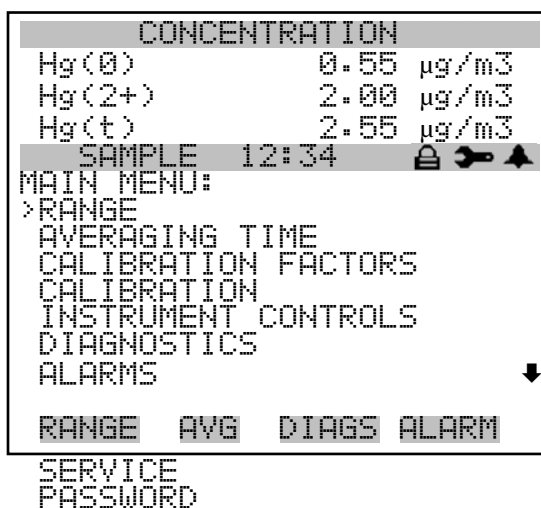 CONCENTRATION
Hg(0) 0.55 µg/m3
Hg(2+) 2.00 µg/m3
Hg(t) 2.55 µg/m3
SAMPLE 12:34
MAIN MENU:
>RANGE
AVERAGING TIME
CALIBRATION FACTORS
CALIBRATION
INSTRUMENT CONTROLS
DIAGNOSTICS
ALARMS
RANGE AVG DIAGS ALARM
SERVICE
PASSWORD